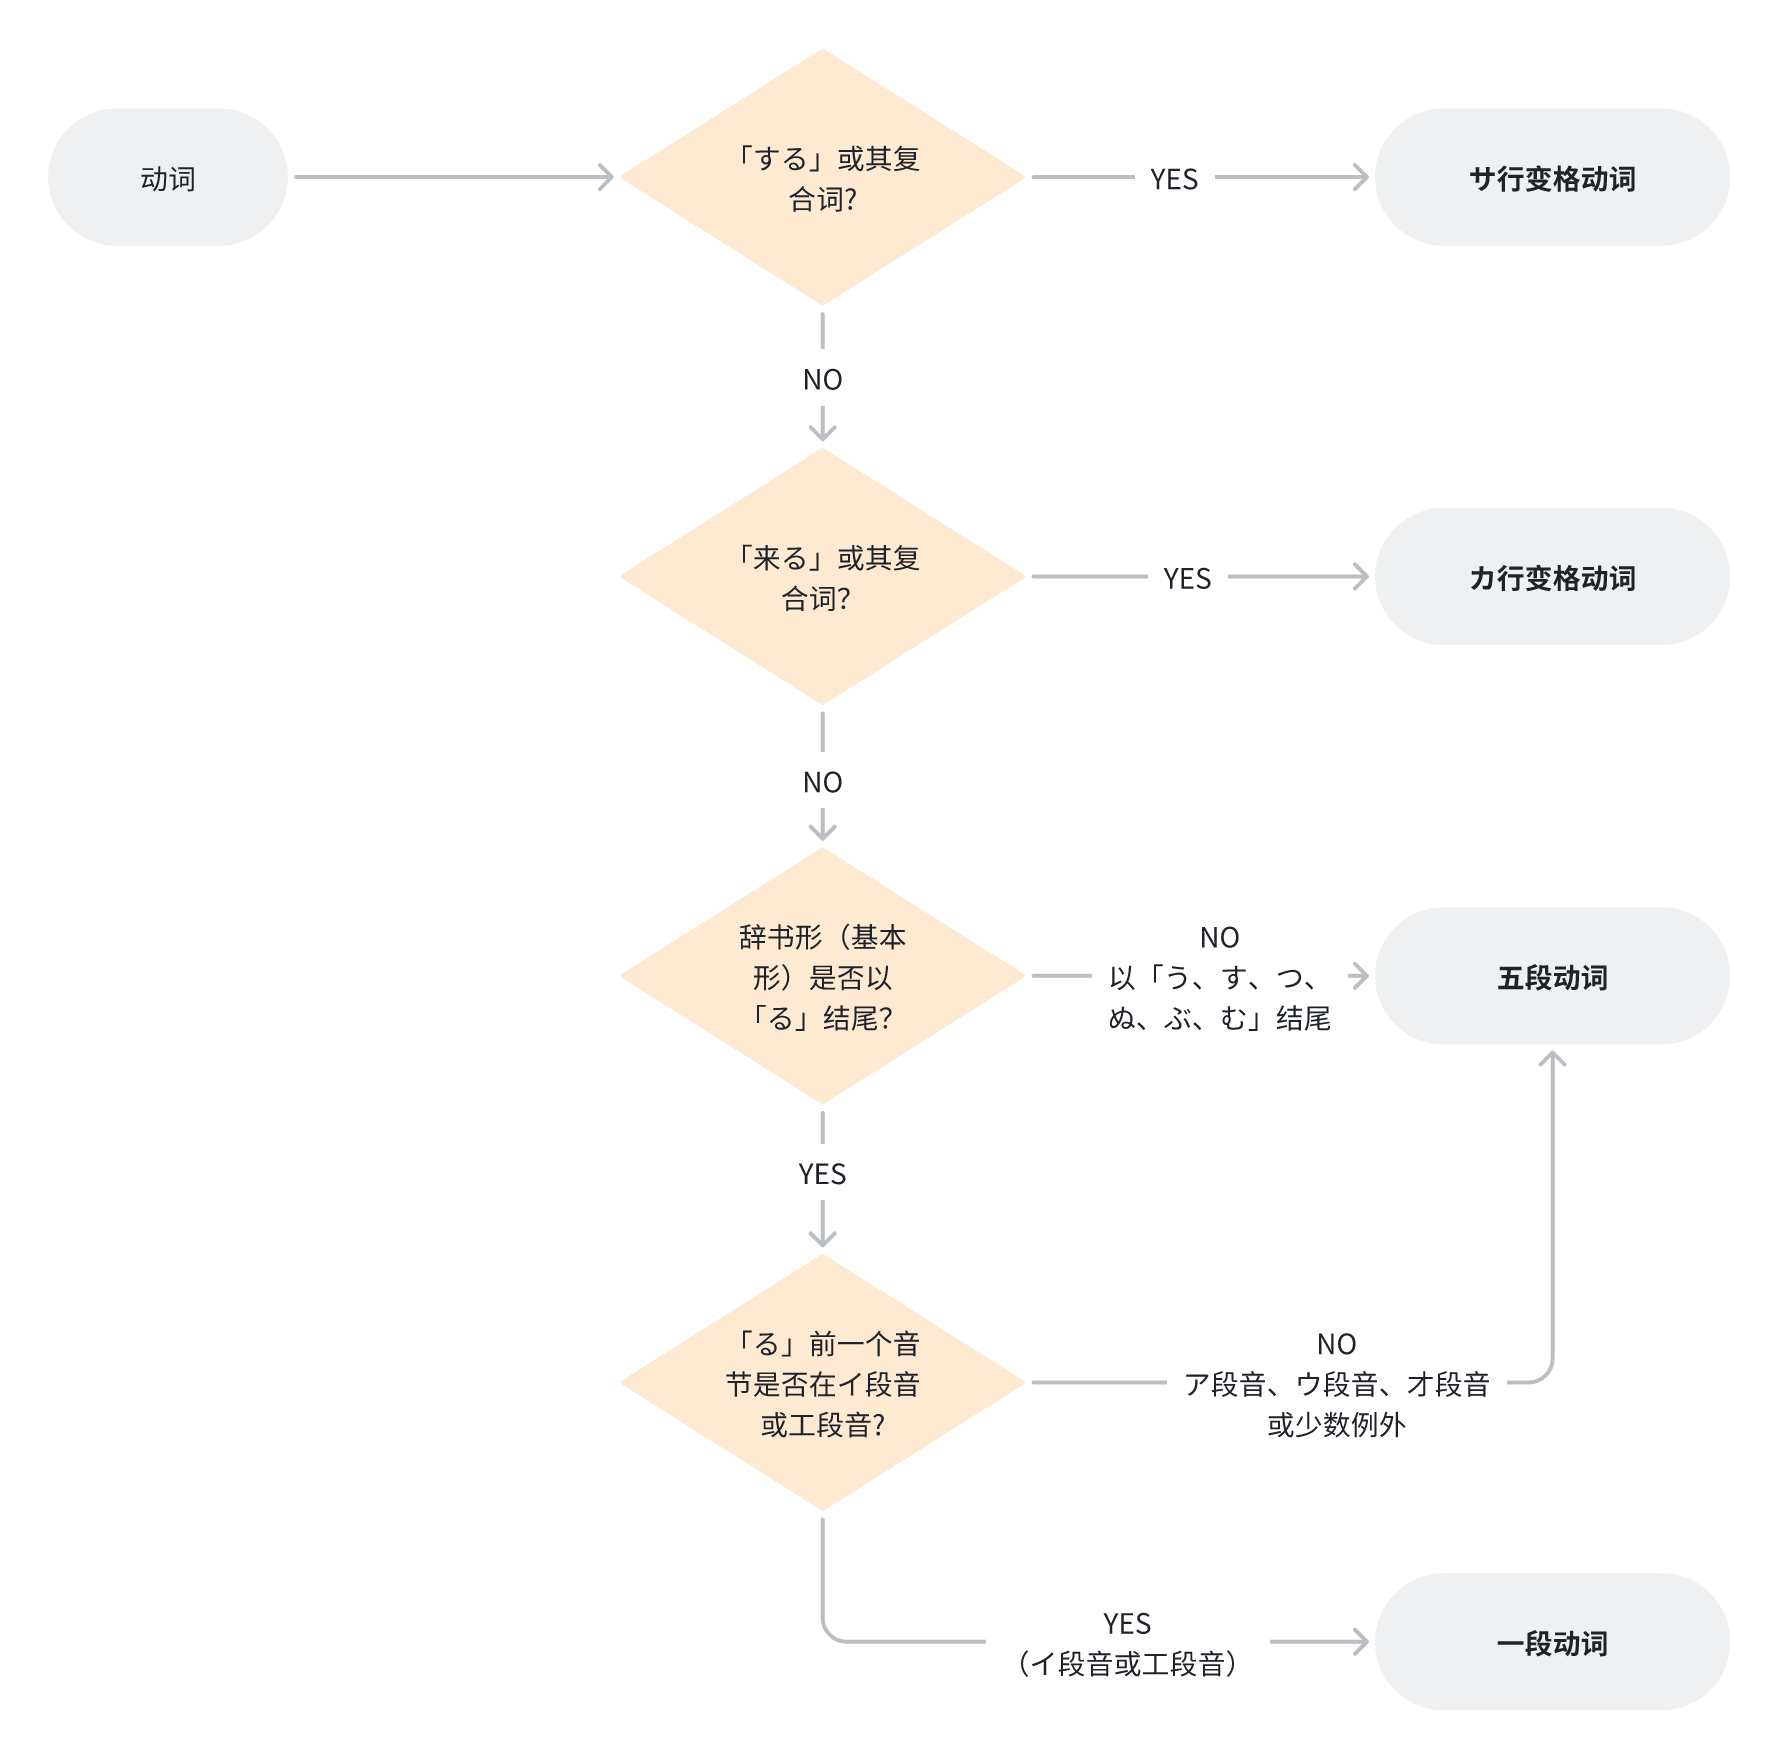 动词
「する」或其复
合词？
YES
サ行变格动词
NO
「来る」或其复
合词？
YES
カ行变格动词
NO
辞书形（基本
形）是否以
「る」结尾？
NO
以「う、す、つ、
ぬ、ぶ、む」结尾
五段动词
YES
「る」前一个音
节是否在イ段音
或工段音？
NO
ア段音、ウ段音、オ段音
或少数例外
YES
（イ段音或工段音）
一段动词